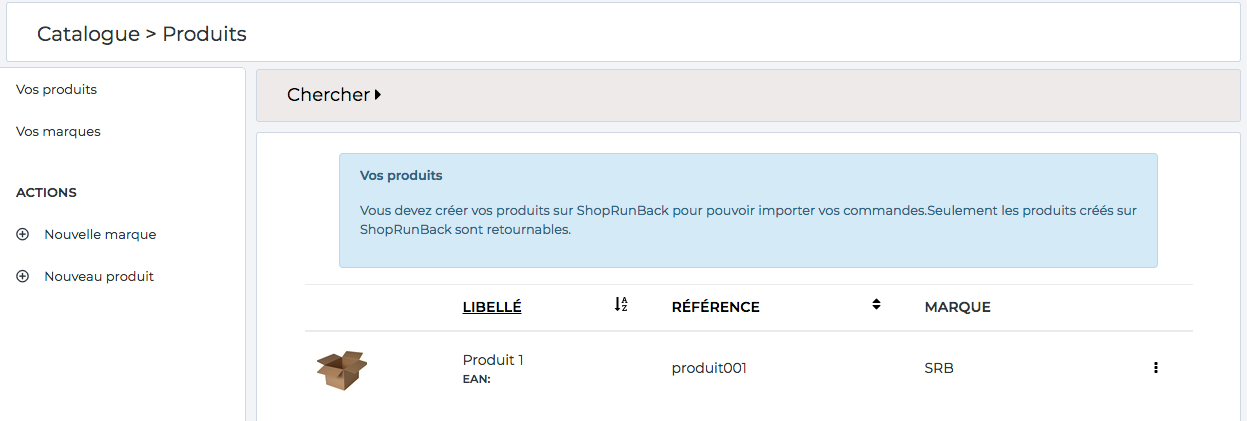 Catalogue > Produits
Vos produits
Vos marques
ACTIONS
Nouvelle marque
Nouveau produit
Chercher
Vos produits
Vous devez créer vos produits sur ShopRunBack pour pouvoir importer vos commandes.Seulement les produits créés sur
ShopRunBack sont retournables.
LIBELLÉ A Z RÉFÉRENCE MARQUE
Produit 1
EAN:
produit001
SRB